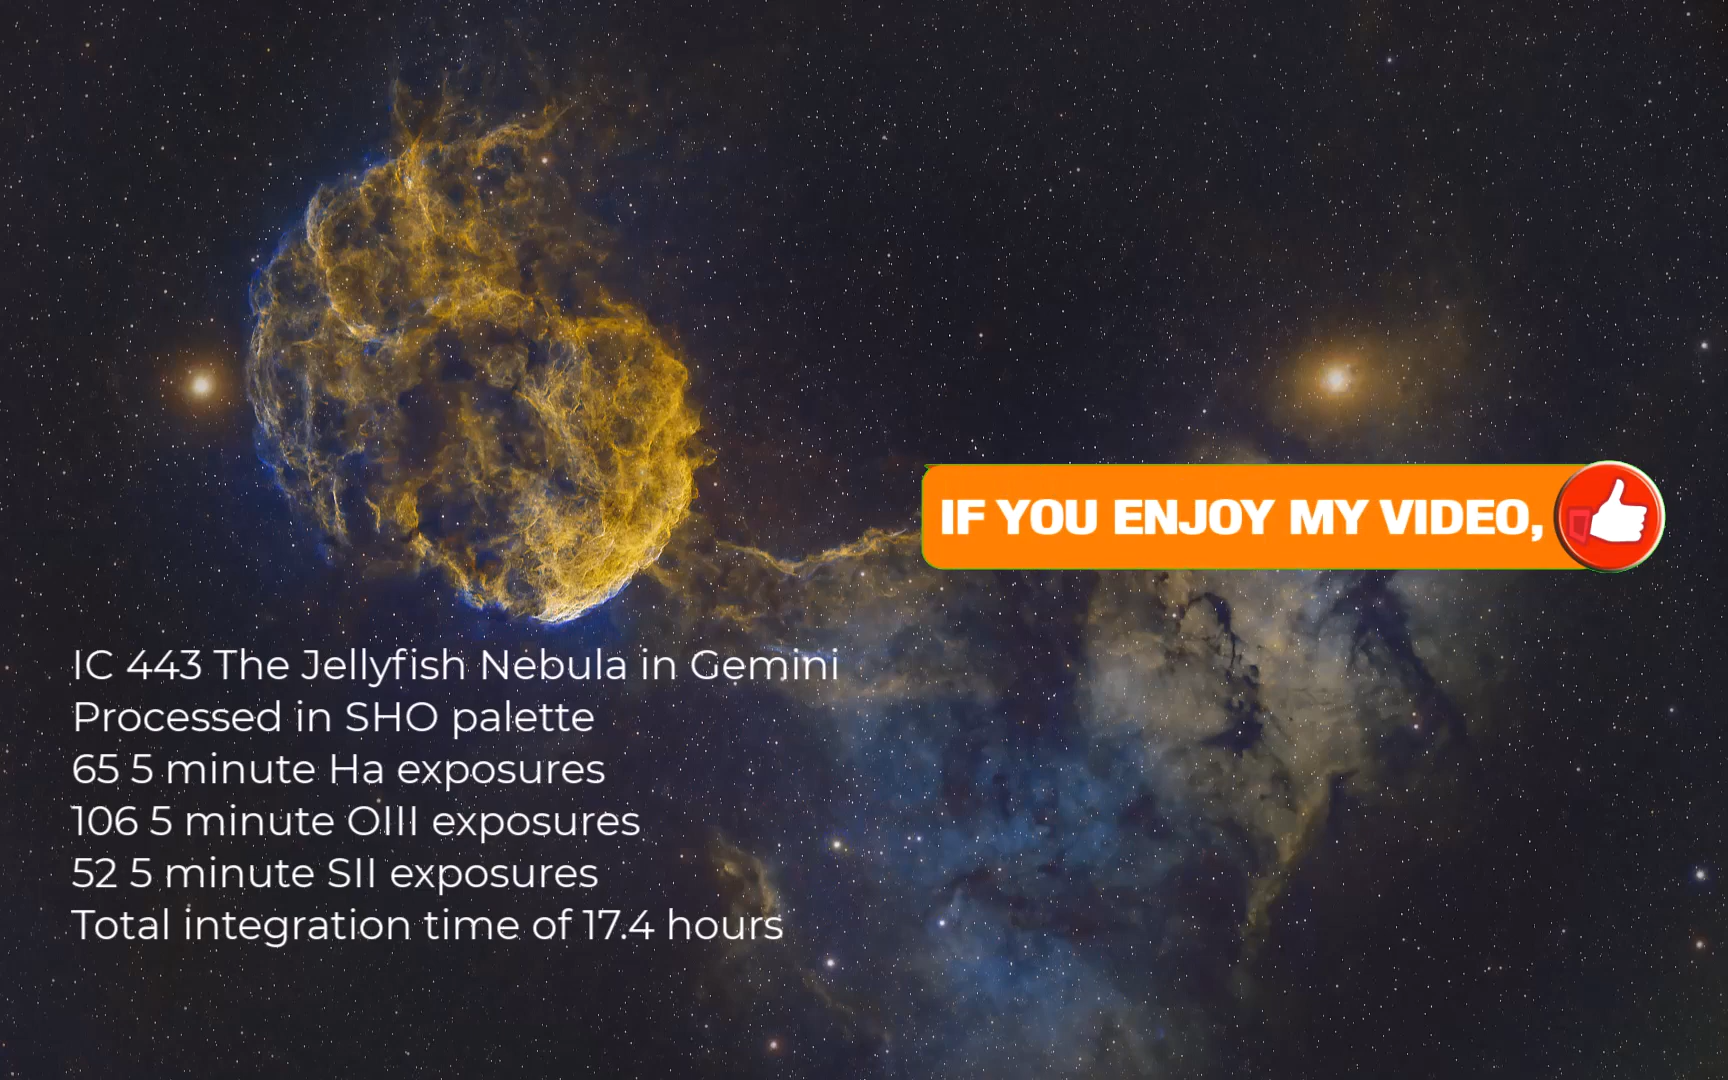 IF YOU ENJOY MY VIDEO,
IC 443 The Jellyfish Nebula in Gemini
Processed in SHO palette
65 5 minute Ha exposures
106 5 minute OIII exposures
52 5 minute SII exposures
Total integration time of 17.4 hours